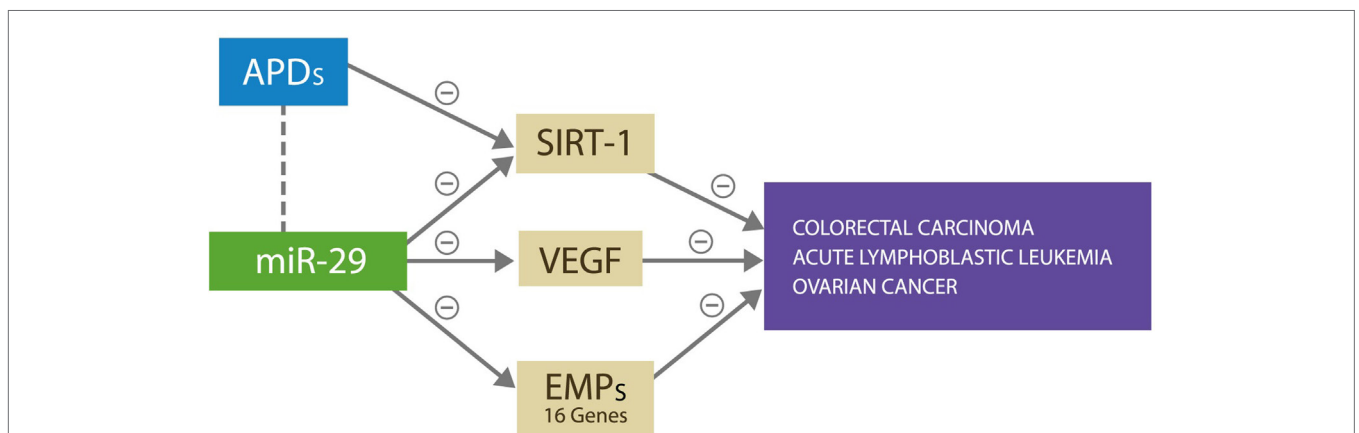 APDs
SIRT-1
miR-29
VEGF
EMPs
16 Genes
COLORECTAL CARCINOMA
ACUTE LYMPHOBLASTIC LEUKEMIA
OVARIAN CANCER